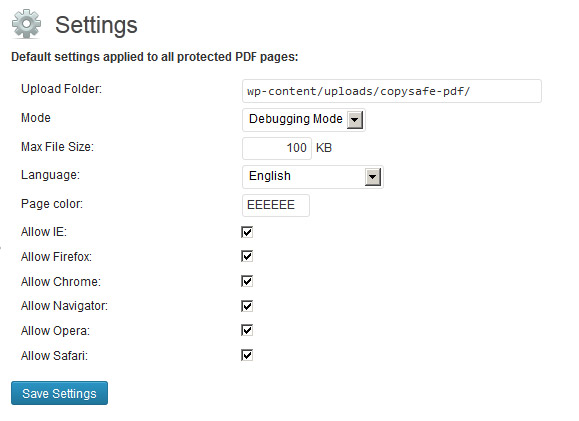 Settings
Default settings applied to all protected PDF pages:
Upload Folder: wp-content/uploads/copysafe-pdf/
Mode Debugging Mode
Max File Size: 100 KB
Language: English
Page color: EEEEEE
Allow IE:
Allow Firefox:
Allow Chrome:
Allow Navigator:
Allow Opera:
Allow Safari:
Save Settings